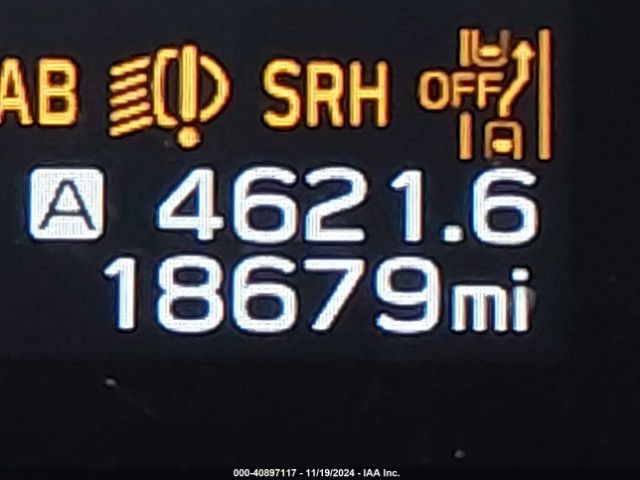 AB SRH OFF
A 4621.6
18679mi
000-40897117 - 11/19/2024 - IAA Inc.